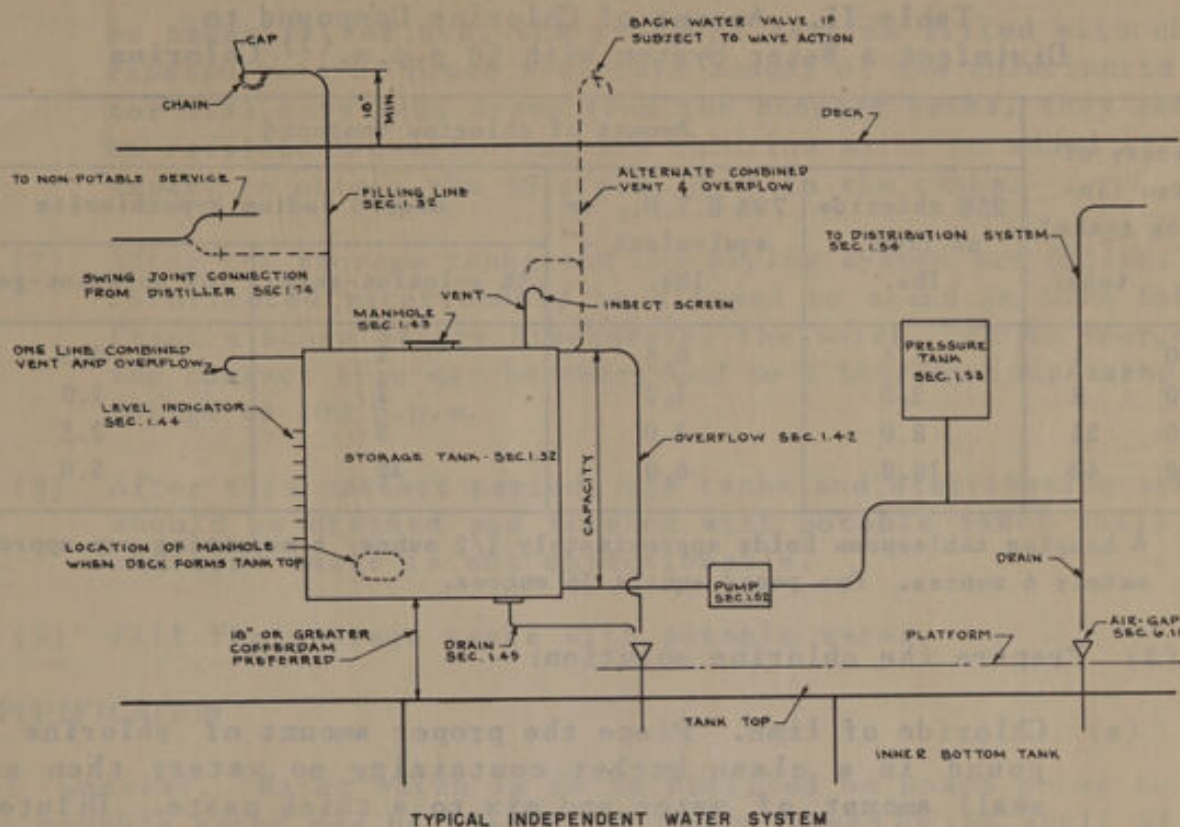 BACK WATER VALVE IF
SUBJECT TO WAVE ACTION
CAP
CHAIN
18"
MIN.
DECK
TO NON-POTABLE SERVICE
FILLING LINE
SEC. 1.32
ALTERNATE COMBINED
VENT & OVERFLOW
TO DISTRIBUTION SYSTEM
SEC. 1.54
SWING JOINT CONNECTION
FROM DISTILLER SEC 1.74
VENT
INSECT SCREEN
MANHOLE
SEC. 1.43
ONE LINE COMBINED
VENT AND OVERFLOW
PRESSURE
TANK
SEC. 1.53
LEVEL INDICATOR
SEC. 1.44
STORAGE TANK - SEC. 1.32
CAPACITY
OVERFLOW SEC. 1.42
LOCATION OF MANHOLE
WHEN DECK FORMS TANK TOP
PUMP
SEC. 1.52
DRAIN
18" OR GREATER
COFFERDAM
PREFERRED
DRAIN
SEC. 1.45
PLATFORM
AIR-GAP
TANK TOP
INNER BOTTOM TANK
TYPICAL INDEPENDENT WATER SYSTEM